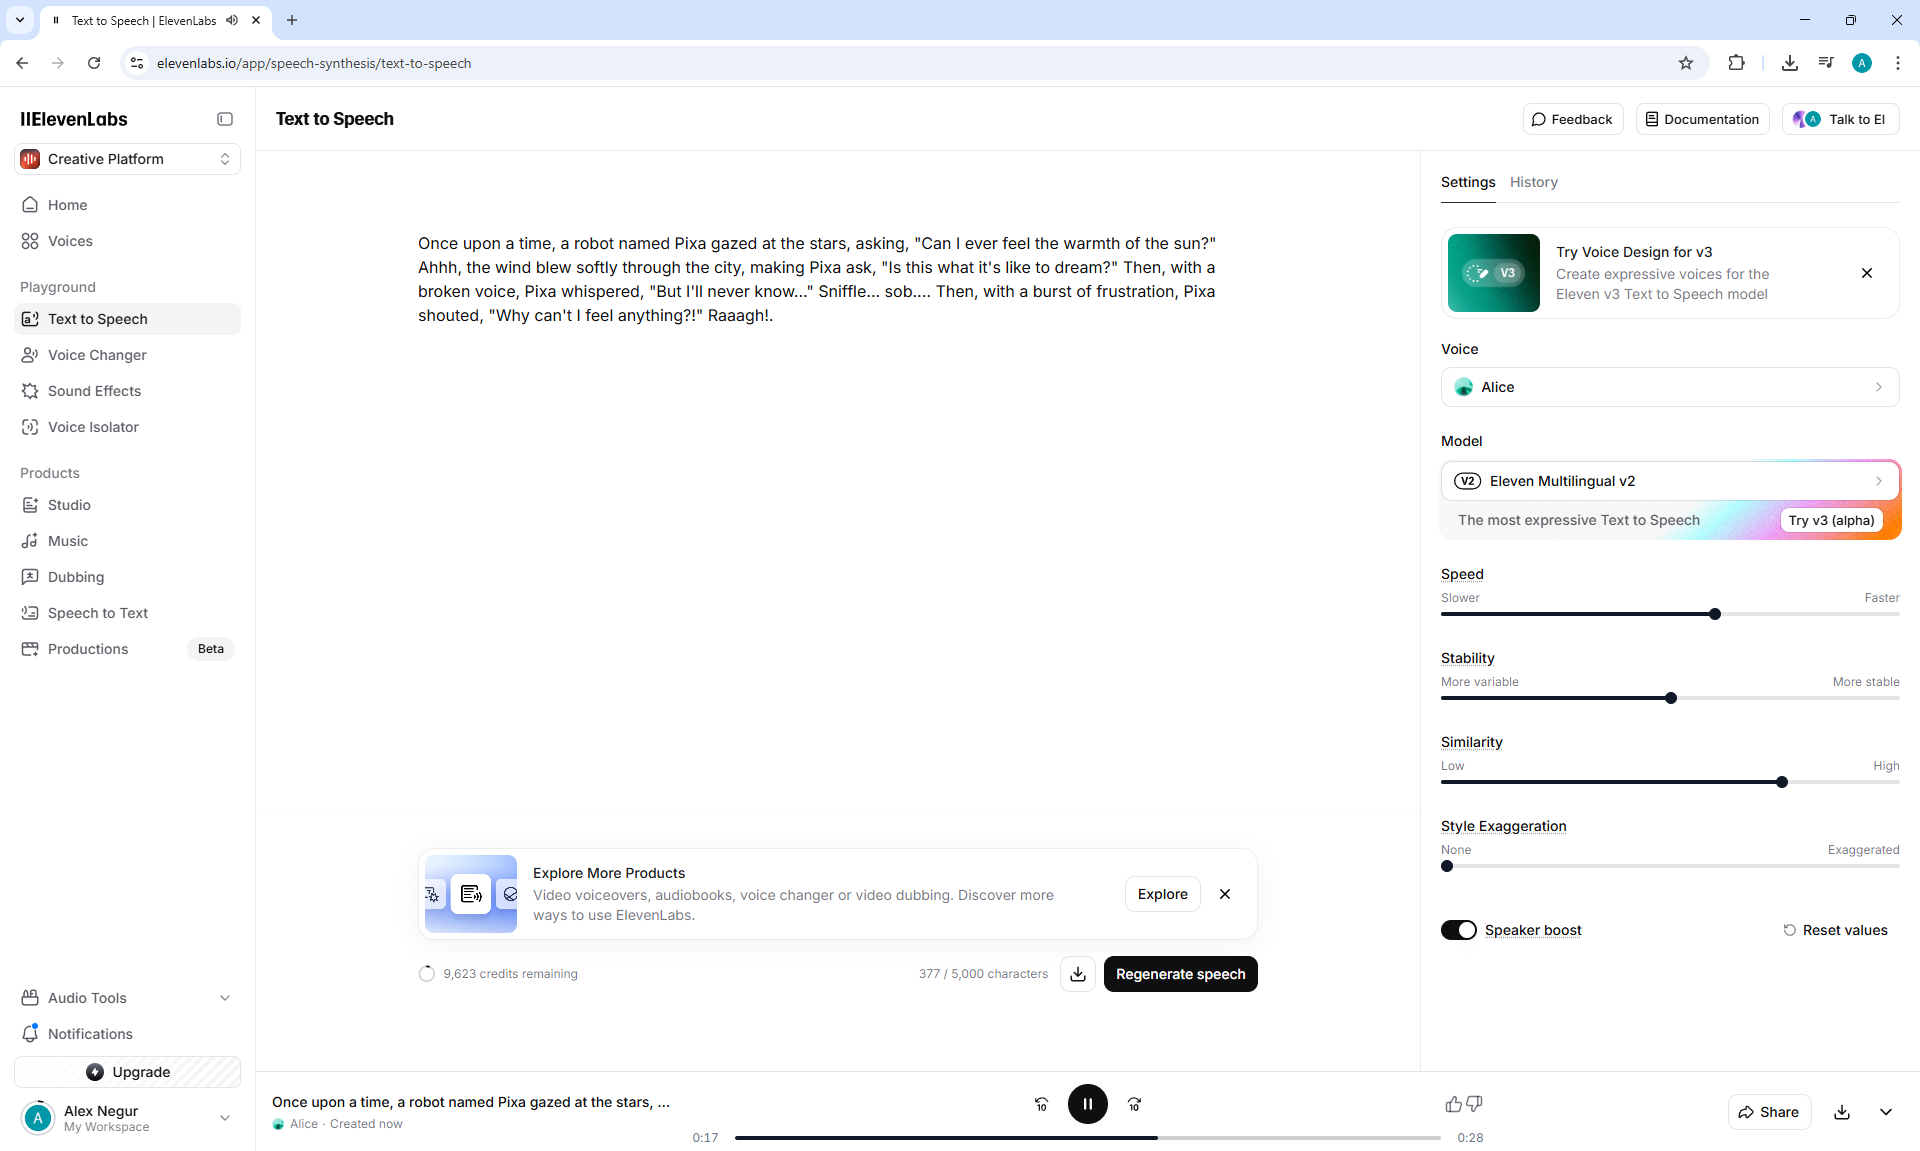 Text to Speech | ElevenLabs
elevenlabs.io/app/speech-synthesis/text-to-speech
A
IIElevenLabs
Creative Platform
Home
Voices
Playground
Text to Speech
Voice Changer
Sound Effects
Voice Isolator
Products
Studio
Music
Dubbing
Speech to Text
Productions
Beta
Audio Tools
Notifications
Upgrade
A
Alex Negur
My Workspace
Text to Speech
Feedback
Documentation
A
Talk to El
Once upon a time, a robot named Pixa gazed at the stars, asking, "Can I ever feel the warmth of the sun?"
Ahhh, the wind blew softly through the city, making Pixa ask, "Is this what it's like to dream?" Then, with a
broken voice, Pixa whispered, "But I'll never know..." Sniffle... sob.... Then, with a burst of frustration, Pixa
shouted, "Why can't I feel anything?!" Raaagh!.
Explore More Products
Video voiceovers, audiobooks, voice changer or video dubbing. Discover more
ways to use ElevenLabs.
Explore
9,623 credits remaining
377 / 5,000 characters
Regenerate speech
Settings
History
V3
Try Voice Design for v3
Create expressive voices for the
Eleven v3 Text to Speech model
Voice
Alice
Model
V2
Eleven Multilingual v2
The most expressive Text to Speech
Try v3 (alpha)
Speed
Slower
Faster
Stability
More variable
More stable
Similarity
Low
High
Style Exaggeration
None
Exaggerated
Speaker boost
Reset values
Once upon a time, a robot named Pixa gazed at the stars, ...
Alice · Created now
10
10
0:17
0:28
Share